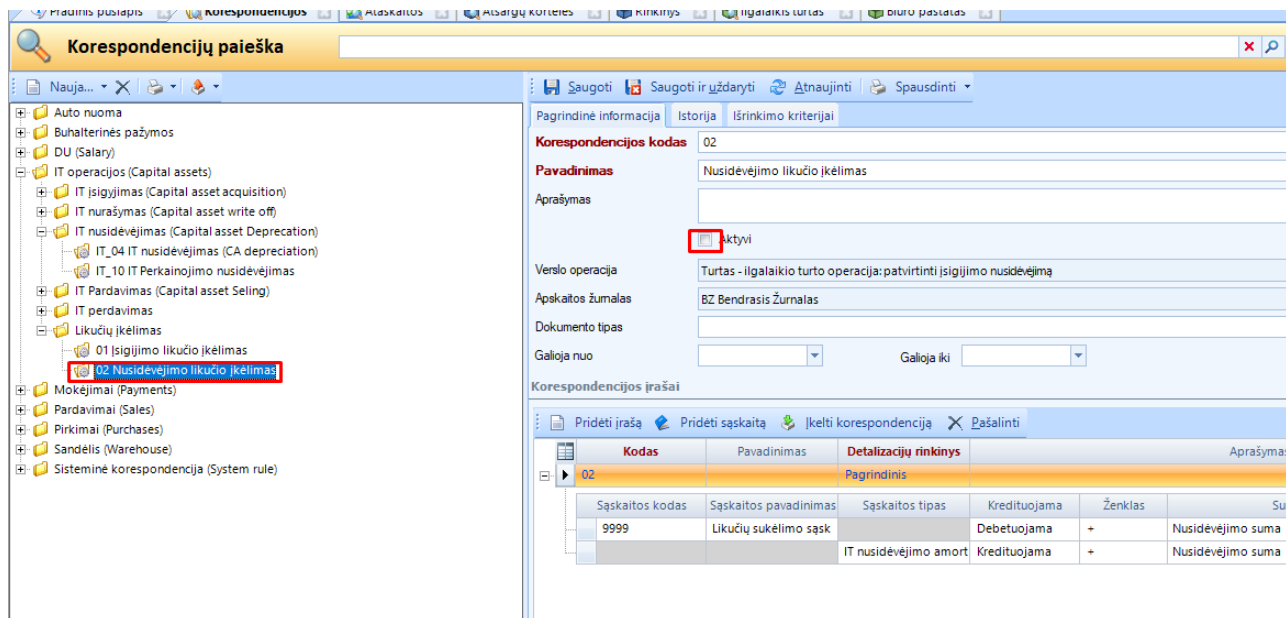 Pradinis puslapis Korespondencijos Ataskaitos Atsargų kortelės Rinkinys Ilgalaikis turtas Biuro pastatas
Korespondencijų paieška
Nauja...
Auto nuoma
Buhalterinės pažymos
DU (Salary)
IT operacijos (Capital assets)
IT įsigyjimas (Capital asset acquisition)
IT nurašymas (Capital asset write off)
IT nusidėvėjimas (Capital asset Deprecation)
IT_04 IT nusidėvėjimas (CA depreciation)
IT_10 IT Perkainojimo nusidėvėjimas
IT Pardavimas (Capital asset Seling)
IT perdavimas
Likučių įkėlimas
01 Įsigijimo likučio įkėlimas
02 Nusidėvėjimo likučio įkėlimas
Mokėjimai (Payments)
Pardavimai (Sales)
Pirkimai (Purchases)
Sandėlis (Warehouse)
Sisteminė korespondencija (System rule)
Saugoti Saugoti ir uždaryti Atnaujinti Spausdinti
Pagrindinė informacija Istorija Išrinkimo kriterijai
Korespondencijos kodas 02
Pavadinimas Nusidėvėjimo likučio įkėlimas
Aprašymas
Aktyvi
Verslo operacija Turtas - ilgalaikio turto operacija: patvirtinti įsigijimo nusidėvėjimą
Apskaitos žurnalas BZ Bendrasis Žurnalas
Dokumento tipas
Galioja nuo Galioja iki
Korespondencijos įrašai
Pridėti įrašą Pridėti sąskaitą Įkelti korespondenciją Pašalinti
Kodas Pavadinimas Detalizacijų rinkinys Aprašymas
02 Pagrindinis
Sąskaitos kodas Sąskaitos pavadinimas Sąskaitos tipas Kredituojama Ženklas Su
9999 Likučių sukėlimo sąsk Debetuojama + Nusidėvėjimo suma
IT nusidėvėjimo amort Kredituojama + Nusidėvėjimo suma